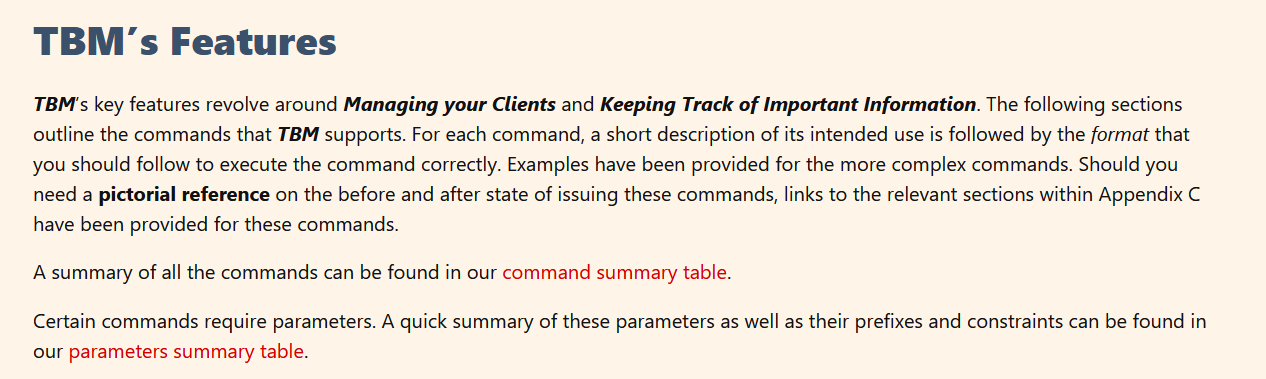 TBM's Features
TBM's key features revolve around Managing your Clients and Keeping Track of Important Information. The following sections
outline the commands that TBM supports. For each command, a short description of its intended use is followed by the format that
you should follow to execute the command correctly. Examples have been provided for the more complex commands. Should you
need a pictorial reference on the before and after state of issuing these commands, links to the relevant sections within Appendix C
have been provided for these commands.
A summary of all the commands can be found in our command summary table.
Certain commands require parameters. A quick summary of these parameters as well as their prefixes and constraints can be found in
our parameters summary table.